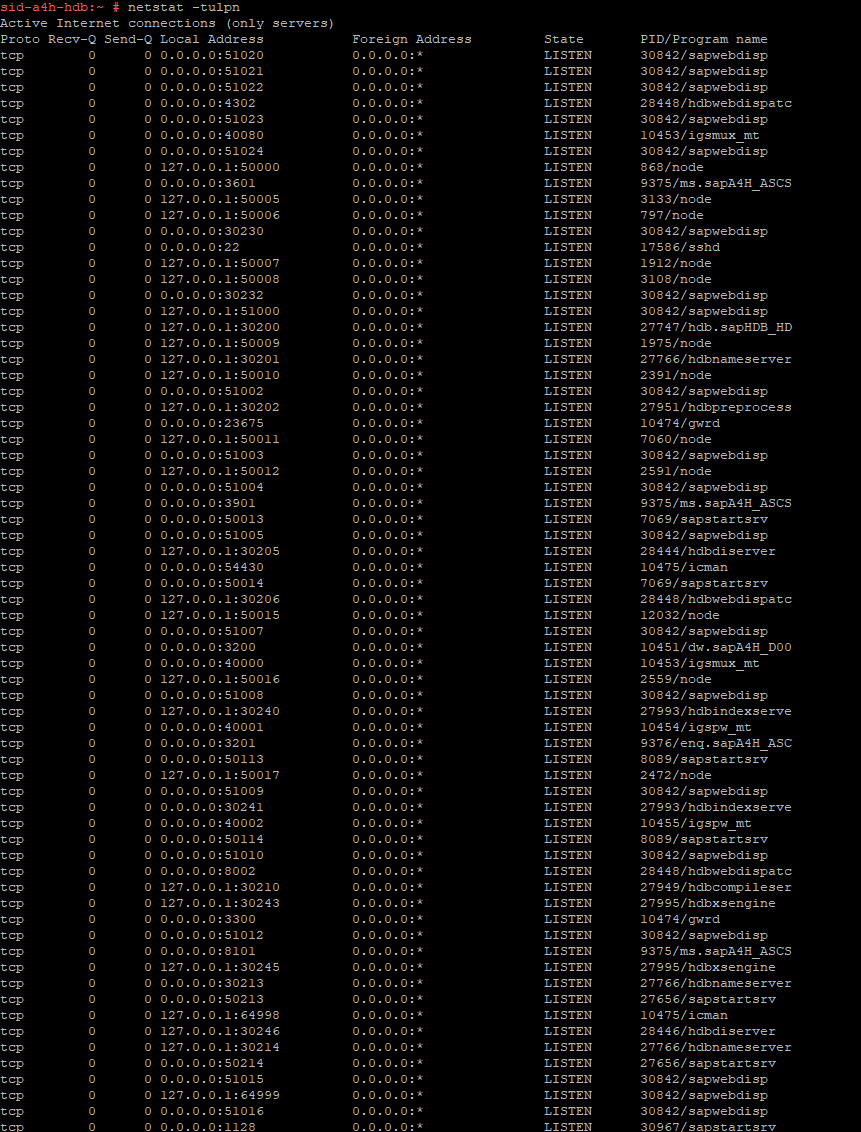 sid-a4h-hdb:~ # netstat -tulpn
Active Internet connections (only servers)
Proto Recv-Q Send-Q Local Address           Foreign Address         State       PID/Program name
tcp        0      0 0.0.0.0:51020           0.0.0.0:*               LISTEN      30842/sapwebdisp
tcp        0      0 0.0.0.0:51021           0.0.0.0:*               LISTEN      30842/sapwebdisp
tcp        0      0 0.0.0.0:51022           0.0.0.0:*               LISTEN      30842/sapwebdisp
tcp        0      0 0.0.0.0:4302            0.0.0.0:*               LISTEN      28448/hdbwebdispatc
tcp        0      0 0.0.0.0:51023           0.0.0.0:*               LISTEN      30842/sapwebdisp
tcp        0      0 0.0.0.0:40080           0.0.0.0:*               LISTEN      10453/igsmux_mt
tcp        0      0 0.0.0.0:51024           0.0.0.0:*               LISTEN      30842/sapwebdisp
tcp        0      0 127.0.0.1:50000         0.0.0.0:*               LISTEN      868/node
tcp        0      0 0.0.0.0:3601            0.0.0.0:*               LISTEN      9375/ms.sapA4H_ASCS
tcp        0      0 127.0.0.1:50005         0.0.0.0:*               LISTEN      3133/node
tcp        0      0 127.0.0.1:50006         0.0.0.0:*               LISTEN      797/node
tcp        0      0 0.0.0.0:30230           0.0.0.0:*               LISTEN      30842/sapwebdisp
tcp        0      0 0.0.0.0:22              0.0.0.0:*               LISTEN      17586/sshd
tcp        0      0 127.0.0.1:50007         0.0.0.0:*               LISTEN      1912/node
tcp        0      0 127.0.0.1:50008         0.0.0.0:*               LISTEN      3108/node
tcp        0      0 0.0.0.0:30232           0.0.0.0:*               LISTEN      30842/sapwebdisp
tcp        0      0 127.0.0.1:51000         0.0.0.0:*               LISTEN      30842/sapwebdisp
tcp        0      0 127.0.0.1:30200         0.0.0.0:*               LISTEN      27747/hdb.sapHDB_HD
tcp        0      0 127.0.0.1:50009         0.0.0.0:*               LISTEN      1975/node
tcp        0      0 127.0.0.1:30201         0.0.0.0:*               LISTEN      27766/hdbnameserver
tcp        0      0 127.0.0.1:50010         0.0.0.0:*               LISTEN      2391/node
tcp        0      0 0.0.0.0:51002           0.0.0.0:*               LISTEN      30842/sapwebdisp
tcp        0      0 127.0.0.1:30202         0.0.0.0:*               LISTEN      27951/hdbpreprocess
tcp        0      0 0.0.0.0:23675           0.0.0.0:*               LISTEN      10474/gwrd
tcp        0      0 127.0.0.1:50011         0.0.0.0:*               LISTEN      7060/node
tcp        0      0 0.0.0.0:51003           0.0.0.0:*               LISTEN      30842/sapwebdisp
tcp        0      0 127.0.0.1:50012         0.0.0.0:*               LISTEN      2591/node
tcp        0      0 0.0.0.0:51004           0.0.0.0:*               LISTEN      30842/sapwebdisp
tcp        0      0 0.0.0.0:3901            0.0.0.0:*               LISTEN      9375/ms.sapA4H_ASCS
tcp        0      0 0.0.0.0:50013           0.0.0.0:*               LISTEN      7069/sapstartsrv
tcp        0      0 0.0.0.0:51005           0.0.0.0:*               LISTEN      30842/sapwebdisp
tcp        0      0 127.0.0.1:30205         0.0.0.0:*               LISTEN      28444/hdbdiserver
tcp        0      0 0.0.0.0:54430           0.0.0.0:*               LISTEN      10475/icman
tcp        0      0 0.0.0.0:50014           0.0.0.0:*               LISTEN      7069/sapstartsrv
tcp        0      0 127.0.0.1:30206         0.0.0.0:*               LISTEN      28448/hdbwebdispatc
tcp        0      0 127.0.0.1:50015         0.0.0.0:*               LISTEN      12032/node
tcp        0      0 0.0.0.0:51007           0.0.0.0:*               LISTEN      30842/sapwebdisp
tcp        0      0 0.0.0.0:3200            0.0.0.0:*               LISTEN      10451/dw.sapA4H_D00
tcp        0      0 0.0.0.0:40000           0.0.0.0:*               LISTEN      10453/igsmux_mt
tcp        0      0 127.0.0.1:50016         0.0.0.0:*               LISTEN      2559/node
tcp        0      0 0.0.0.0:51008           0.0.0.0:*               LISTEN      30842/sapwebdisp
tcp        0      0 127.0.0.1:30240         0.0.0.0:*               LISTEN      27993/hdbindexserve
tcp        0      0 0.0.0.0:40001           0.0.0.0:*               LISTEN      10454/igspw_mt
tcp        0      0 0.0.0.0:3201            0.0.0.0:*               LISTEN      9376/enq.sapA4H_ASC
tcp        0      0 0.0.0.0:50113           0.0.0.0:*               LISTEN      8089/sapstartsrv
tcp        0      0 127.0.0.1:50017         0.0.0.0:*               LISTEN      2472/node
tcp        0      0 0.0.0.0:51009           0.0.0.0:*               LISTEN      30842/sapwebdisp
tcp        0      0 0.0.0.0:30241           0.0.0.0:*               LISTEN      27993/hdbindexserve
tcp        0      0 0.0.0.0:40002           0.0.0.0:*               LISTEN      10455/igspw_mt
tcp        0      0 0.0.0.0:50114           0.0.0.0:*               LISTEN      8089/sapstartsrv
tcp        0      0 0.0.0.0:51010           0.0.0.0:*               LISTEN      30842/sapwebdisp
tcp        0      0 0.0.0.0:8002            0.0.0.0:*               LISTEN      28448/hdbwebdispatc
tcp        0      0 127.0.0.1:30210         0.0.0.0:*               LISTEN      27949/hdbcompileser
tcp        0      0 127.0.0.1:30243         0.0.0.0:*               LISTEN      27995/hdbxsengine
tcp        0      0 0.0.0.0:3300            0.0.0.0:*               LISTEN      10474/gwrd
tcp        0      0 0.0.0.0:51012           0.0.0.0:*               LISTEN      30842/sapwebdisp
tcp        0      0 0.0.0.0:8101            0.0.0.0:*               LISTEN      9375/ms.sapA4H_ASCS
tcp        0      0 127.0.0.1:30245         0.0.0.0:*               LISTEN      27995/hdbxsengine
tcp        0      0 0.0.0.0:30213           0.0.0.0:*               LISTEN      27766/hdbnameserver
tcp        0      0 0.0.0.0:50213           0.0.0.0:*               LISTEN      27656/sapstartsrv
tcp        0      0 127.0.0.1:64998         0.0.0.0:*               LISTEN      10475/icman
tcp        0      0 127.0.0.1:30246         0.0.0.0:*               LISTEN      28446/hdbdiserver
tcp        0      0 127.0.0.1:30214         0.0.0.0:*               LISTEN      27766/hdbnameserver
tcp        0      0 0.0.0.0:50214           0.0.0.0:*               LISTEN      27656/sapstartsrv
tcp        0      0 0.0.0.0:51015           0.0.0.0:*               LISTEN      30842/sapwebdisp
tcp        0      0 127.0.0.1:64999         0.0.0.0:*               LISTEN      30842/sapwebdisp
tcp        0      0 0.0.0.0:51016           0.0.0.0:*               LISTEN      30842/sapwebdisp
tcp        0      0 0.0.0.0:1128            0.0.0.0:*               LISTEN      30967/sapstartsrv